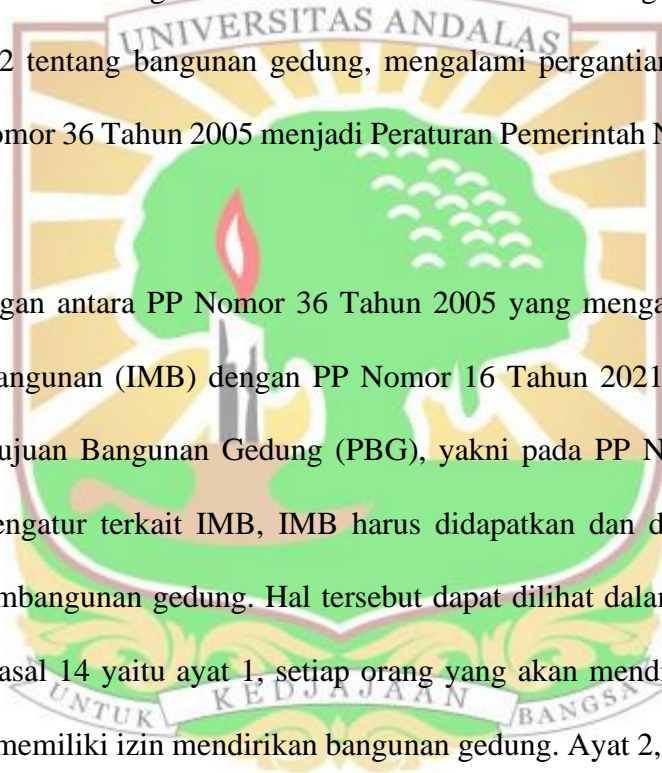 UNIVERSITAS ANDALAS
2 tentang bangunan gedung, mengalami pergantian
omor 36 Tahun 2005 menjadi Peraturan Pemerintah N
gan antara PP Nomor 36 Tahun 2005 yang menga
angunan (IMB) dengan PP Nomor 16 Tahun 2021
ujuan Bangunan Gedung (PBG), yakni pada PP N
engatur terkait IMB, IMB harus didapatkan dan d
mbangunan gedung. Hal tersebut dapat dilihat dalam
asal 14 yaitu ayat 1, setiap orang yang akan mendi
UNTUK KEDJAJAAN BANGSA
memiliki izin mendirikan bangunan gedung. Ayat 2,